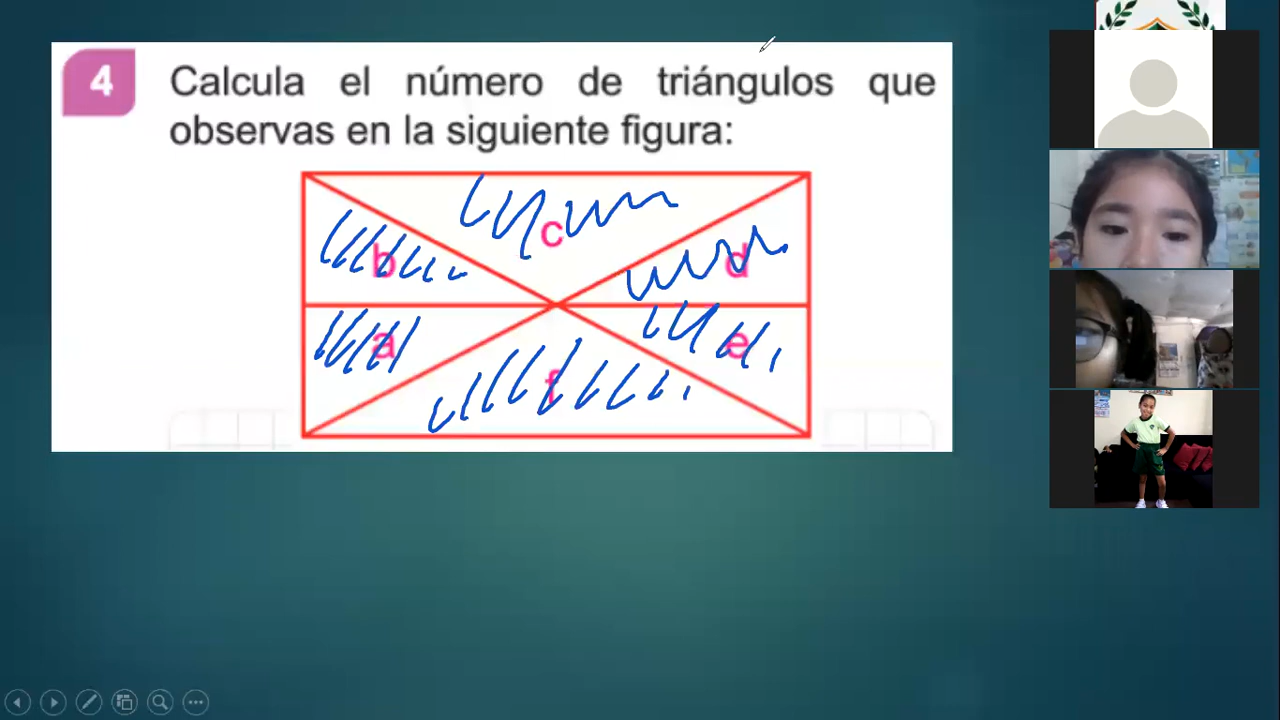 4 Calcula el número de triángulos que
observas en la siguiente figura:
c
b d
a e
f